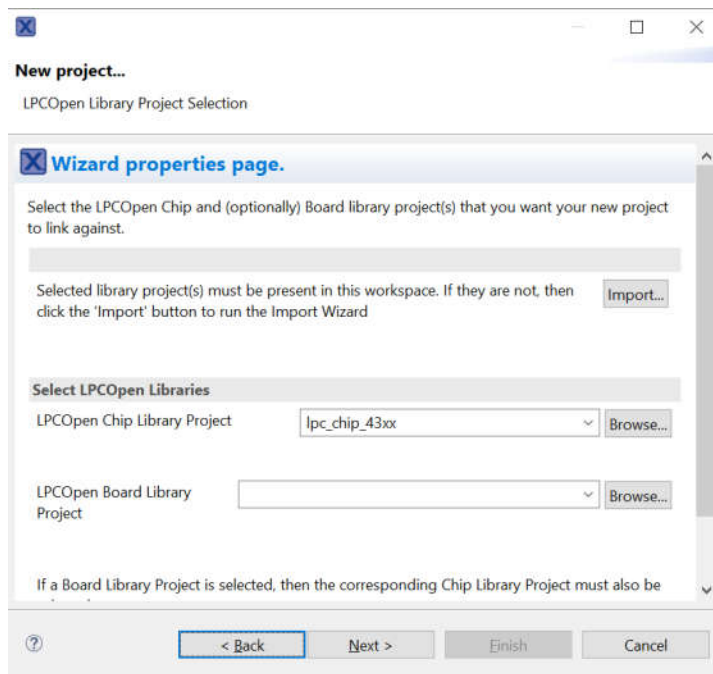 New project...
LPCOpen Library Project Selection
Wizard properties page.
Select the LPCOpen Chip and (optionally) Board library project(s) that you want your new project
to link against.
Selected library project(s) must be present in this workspace. If they are not, then
click the 'Import' button to run the Import Wizard
Import...
Select LPCOpen Libraries
LPCOpen Chip Library Project
lpc_chip_43xx
Browse...
LPCOpen Board Library
Project
Browse...
If a Board Library Project is selected, then the corresponding Chip Library Project must also be
< Back
Next >
Finish
Cancel